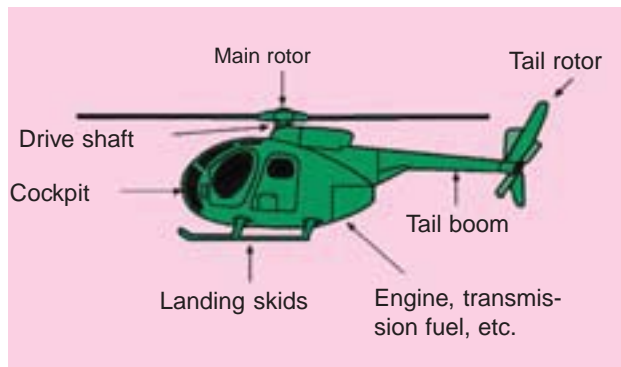 Main rotor
Tail rotor
Drive shaft
Cockpit
Tail boom
Landing skids
Engine, transmis-
sion fuel, etc.